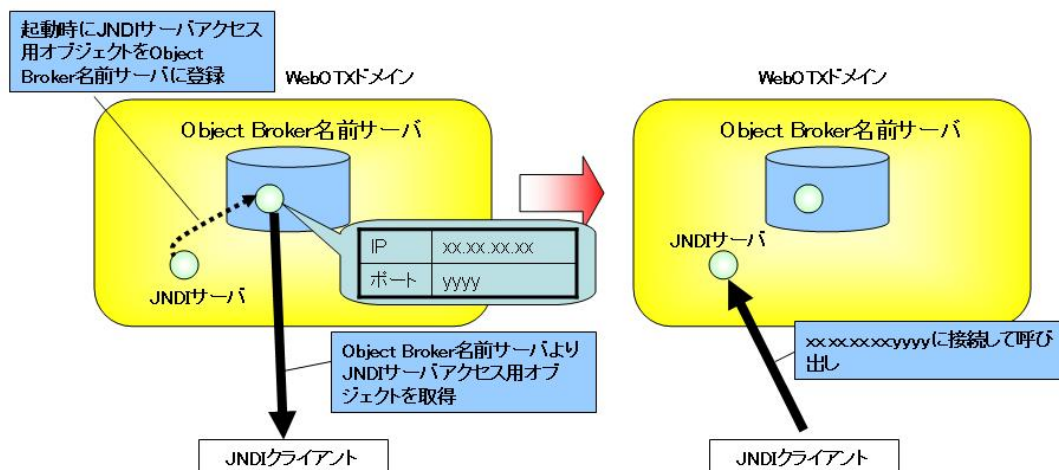 起動時にJNDIサーバアクセス
用オブジェクトをObject
Broker名前サーバに登録
WebOTXドメイン
Object Broker名前サーバ
IP xx.xx.xx.xx
ポート yyyy
JNDIサーバ
Object Broker名前サーバより
JNDIサーバアクセス用オブ
ジェクトを取得
JNDIクライアント
WebOTXドメイン
Object Broker名前サーバ
JNDIサーバ
xx.xx.xx.xx:yyyyに接続して呼び
出し
JNDIクライアント